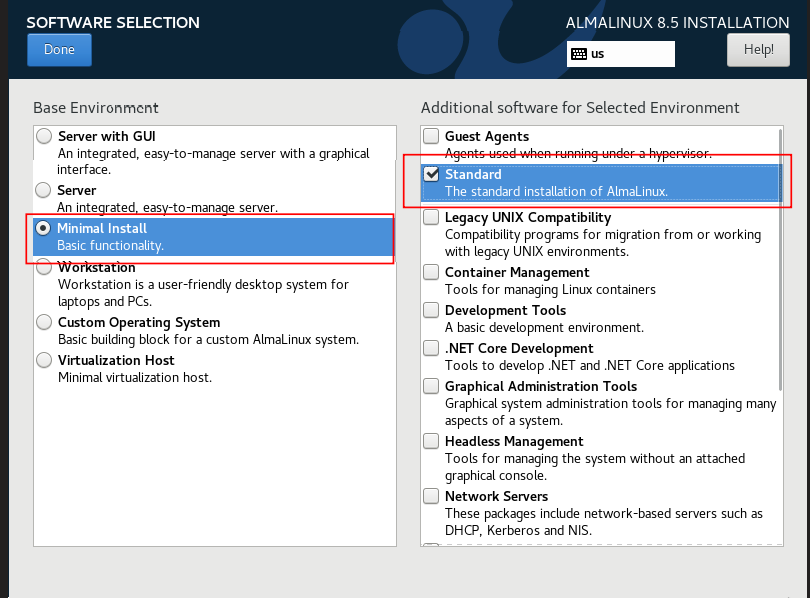 SOFTWARE SELECTION
ALMALINUX 8.5 INSTALLATION
Done
us
Help!
Base Environment
Server with GUI
An integrated, easy-to-manage server with a graphical
interface.
Server
An integrated, easy-to-manage server.
Minimal Install
Basic functionality.
Workstation
Workstation is a user-friendly desktop system for
laptops and PCs.
Custom Operating System
Basic building block for a custom AlmaLinux system.
Virtualization Host
Minimal virtualization host.
Additional software for Selected Environment
Guest Agents
Agents used when running under a hypervisor.
Standard
The standard installation of AlmaLinux.
Legacy UNIX Compatibility
Compatibility programs for migration from or working
with legacy UNIX environments.
Container Management
Tools for managing Linux containers
Development Tools
A basic development environment.
.NET Core Development
Tools to develop .NET and .NET Core applications
Graphical Administration Tools
Graphical system administration tools for managing many
aspects of a system.
Headless Management
Tools for managing the system without an attached
graphical console.
Network Servers
These packages include network-based servers such as
DHCP, Kerberos and NIS.